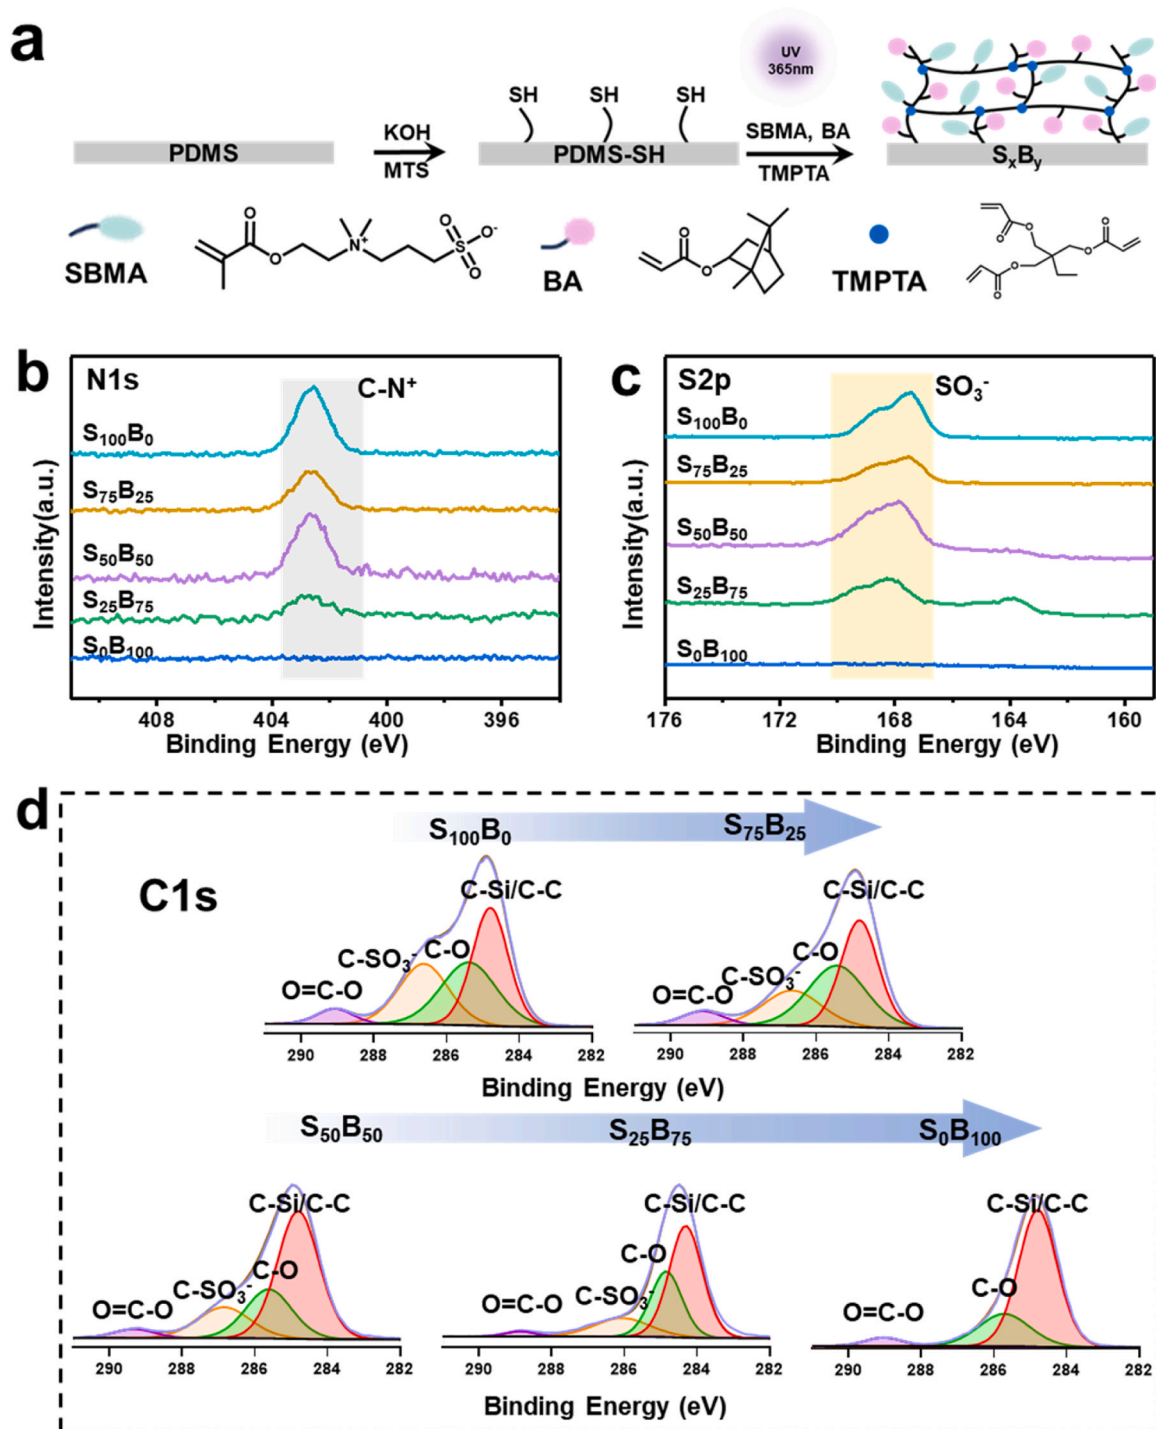 a
UV
365nm
SH SH SH
PDMS
KOH
MTS
PDMS-SH
SBMA, BA
TMPTA
SₓBᵧ
SBMA
O
O
N⁺
O
S
O⁻
O
BA
O
O
TMPTA
O
O
O
O
O
O
b
N1s
C-N⁺
S₁₀₀B₀
S₇₅B₂₅
S₅₀B₅₀
S₂₅B₇₅
S₀B₁₀₀
Intensity(a.u.)
408 404 400 396
Binding Energy (eV)
c
S2p
SO₃⁻
S₁₀₀B₀
S₇₅B₂₅
S₅₀B₅₀
S₂₅B₇₅
S₀B₁₀₀
Intensity(a.u.)
176 172 168 164 160
Binding Energy (eV)
d
S₁₀₀B₀ S₇₅B₂₅
C1s
C-Si/C-C
C-SO₃⁻ C-O
O=C-O
290 288 286 284 282
C-Si/C-C
C-O
C-SO₃⁻
O=C-O
290 288 286 284 282
Binding Energy (eV)
S₅₀B₅₀ S₂₅B₇₅ S₀B₁₀₀
C-Si/C-C
C-SO₃⁻ C-O
O=C-O
290 288 286 284 282
C-Si/C-C
C-O
C-SO₃⁻
O=C-O
290 288 286 284 282
C-Si/C-C
C-O
O=C-O
290 288 286 284 282
Binding Energy (eV)